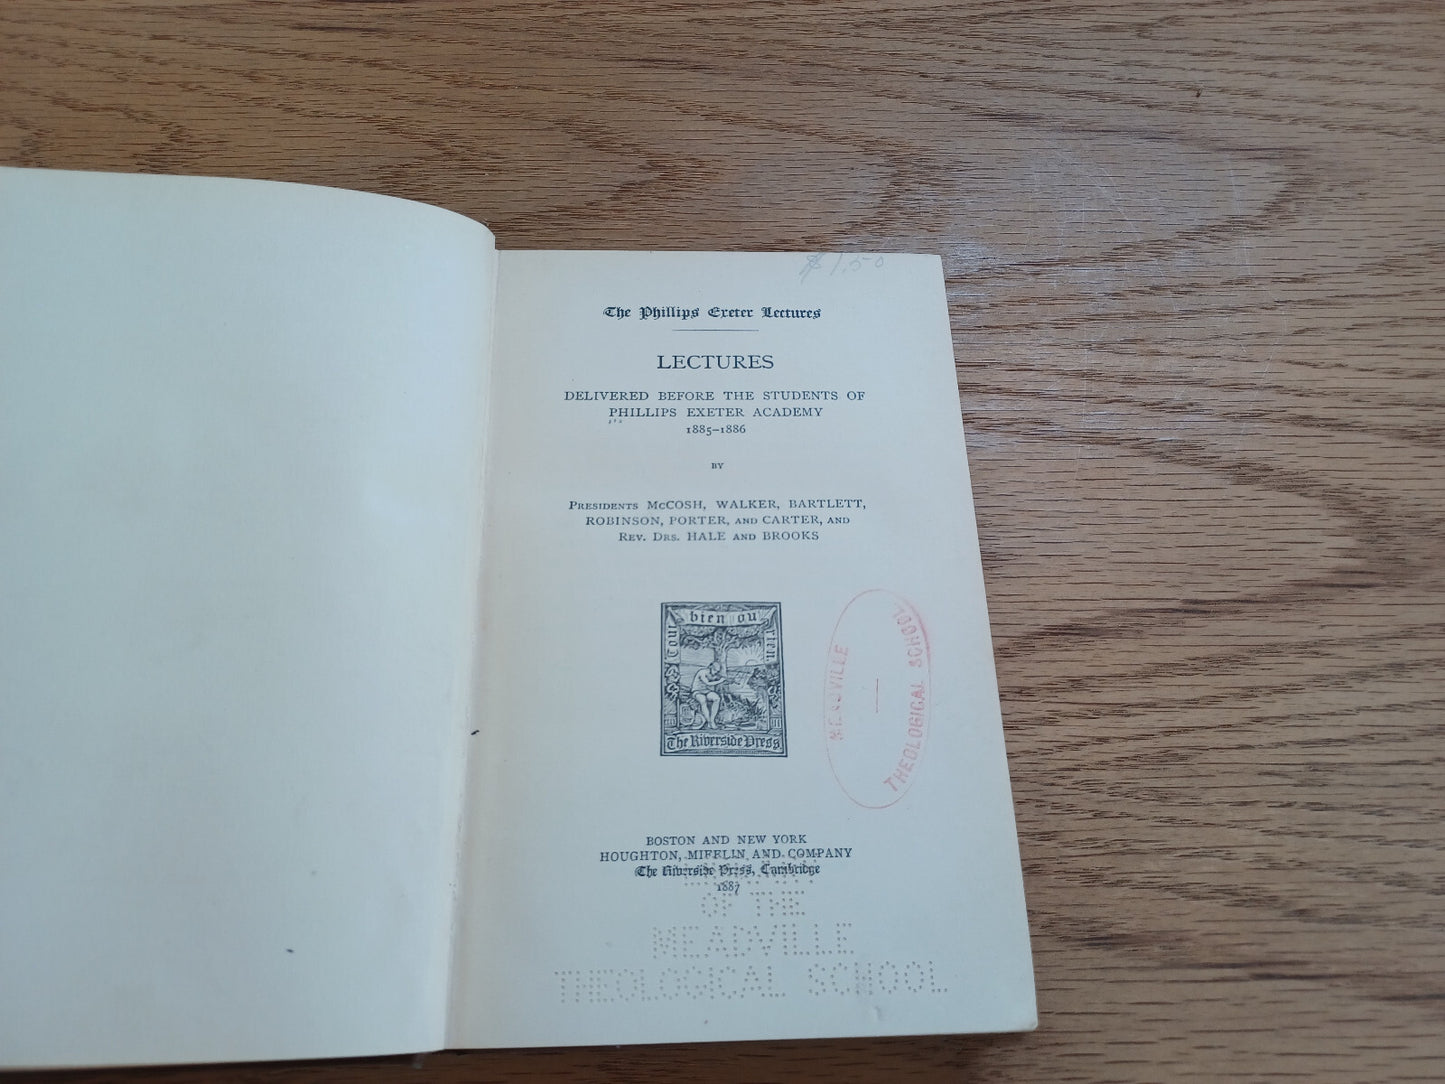 $1.50
The Phillips Exeter Lectures
LECTURES
DELIVERED BEFORE THE STUDENTS OF
PHILLIPS EXETER ACADEMY
1885–1886
BY
PRESIDENTS McCOSH, WALKER, BARTLETT,
ROBINSON, PORTER, AND CARTER, AND
REV. DRS. HALE AND BROOKS
Tout bien ou rien
The Riverside Press
MEADVILLE
THEOLOGICAL SCHOOL
BOSTON AND NEW YORK
HOUGHTON, MIFFLIN AND COMPANY
The Riverside Press, Cambridge
1887
OF THE
MEADVILLE
THEOLOGICAL SCHOOL